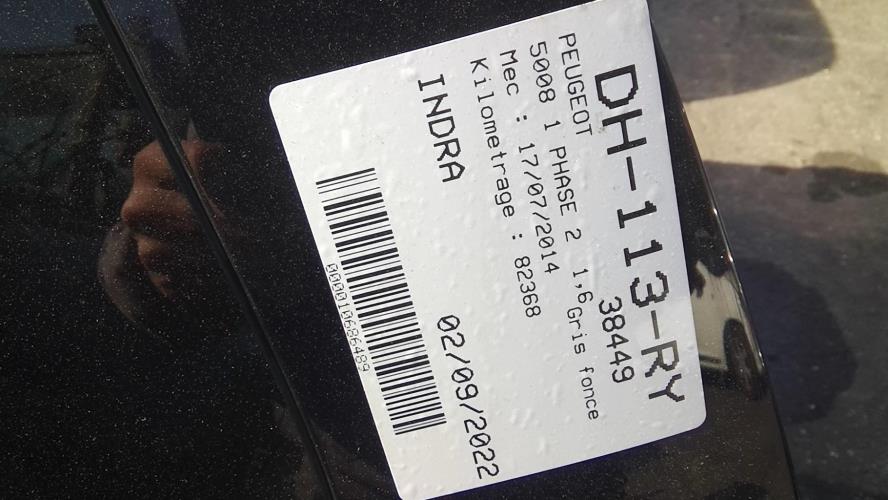 DH-113-RY
38449
PEUGEOT
5008 1 PHASE 2 1,6 Gris fonce
Mec : 17/07/2014
Kilometrage : 82368
INDRA 02/09/2022
000010686489